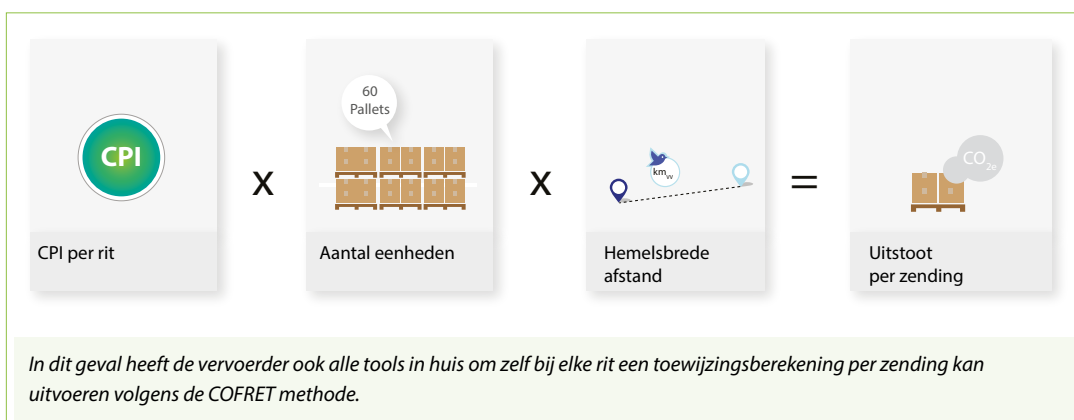 60
Pallets
CPI
x
x
km vv
=
CO2e
CPI per rit
Aantal eenheden
Hemelsbrede
afstand
Uitstoot
per zending
In dit geval heeft de vervoerder ook alle tools in huis om zelf bij elke rit een toewijzingsberekening per zending kan
uitvoeren volgens de COFRET methode.